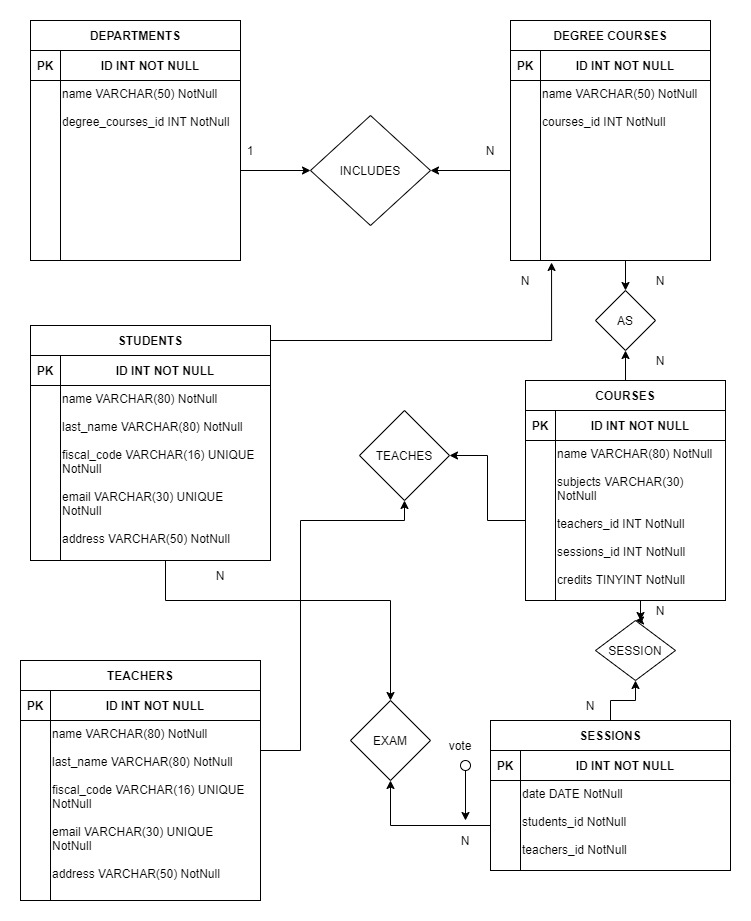 DEPARTMENTS
PK ID INT NOT NULL
name VARCHAR(50) NotNull
degree_courses_id INT NotNull
1
INCLUDES
N
DEGREE COURSES
PK ID INT NOT NULL
name VARCHAR(50) NotNull
courses_id INT NotNull
N
N
AS
N
STUDENTS
PK ID INT NOT NULL
name VARCHAR(80) NotNull
last_name VARCHAR(80) NotNull
fiscal_code VARCHAR(16) UNIQUE
NotNull
email VARCHAR(30) UNIQUE
NotNull
address VARCHAR(50) NotNull
N
TEACHES
COURSES
PK ID INT NOT NULL
name VARCHAR(80) NotNull
subjects VARCHAR(30)
NotNull
teachers_id INT NotNull
sessions_id INT NotNull
credits TINYINT NotNull
N
SESSION
N
TEACHERS
PK ID INT NOT NULL
name VARCHAR(80) NotNull
last_name VARCHAR(80) NotNull
fiscal_code VARCHAR(16) UNIQUE
NotNull
email VARCHAR(30) UNIQUE
NotNull
address VARCHAR(50) NotNull
EXAM
vote
N
SESSIONS
PK ID INT NOT NULL
date DATE NotNull
students_id NotNull
teachers_id NotNull